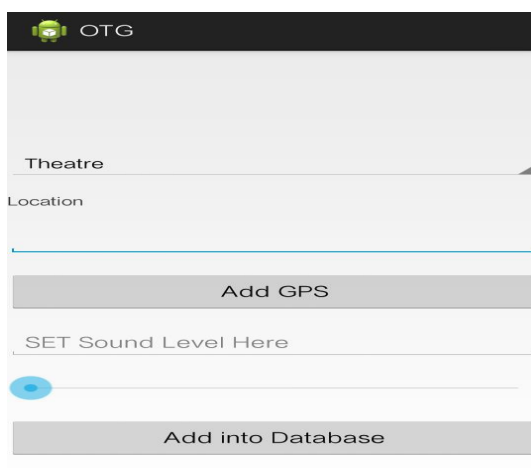 OTG
Theatre
Location
Add GPS
SET Sound Level Here
Add into Database